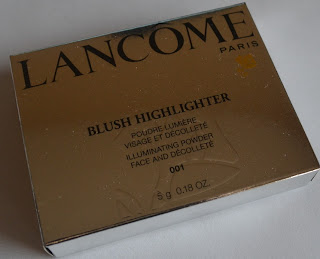 LANCOME
PARIS
BLUSH HIGHLIGHTER
POUDRE LUMIÈRE
VISAGE ET DÉCOLLETÉ
ILLUMINATING POWDER
FACE AND DÉCOLLETÉ
001
5 g 0.18 OZ.